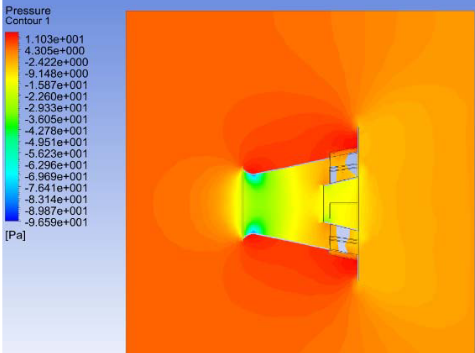 Pressure
Contour 1
1.103e+001
4.305e+000
-2.422e+000
-9.148e+000
-1.587e+001
-2.260e+001
-2.933e+001
-3.605e+001
-4.278e+001
-4.951e+001
-5.623e+001
-6.296e+001
-6.969e+001
-7.641e+001
-8.314e+001
-8.987e+001
-9.659e+001
[Pa]